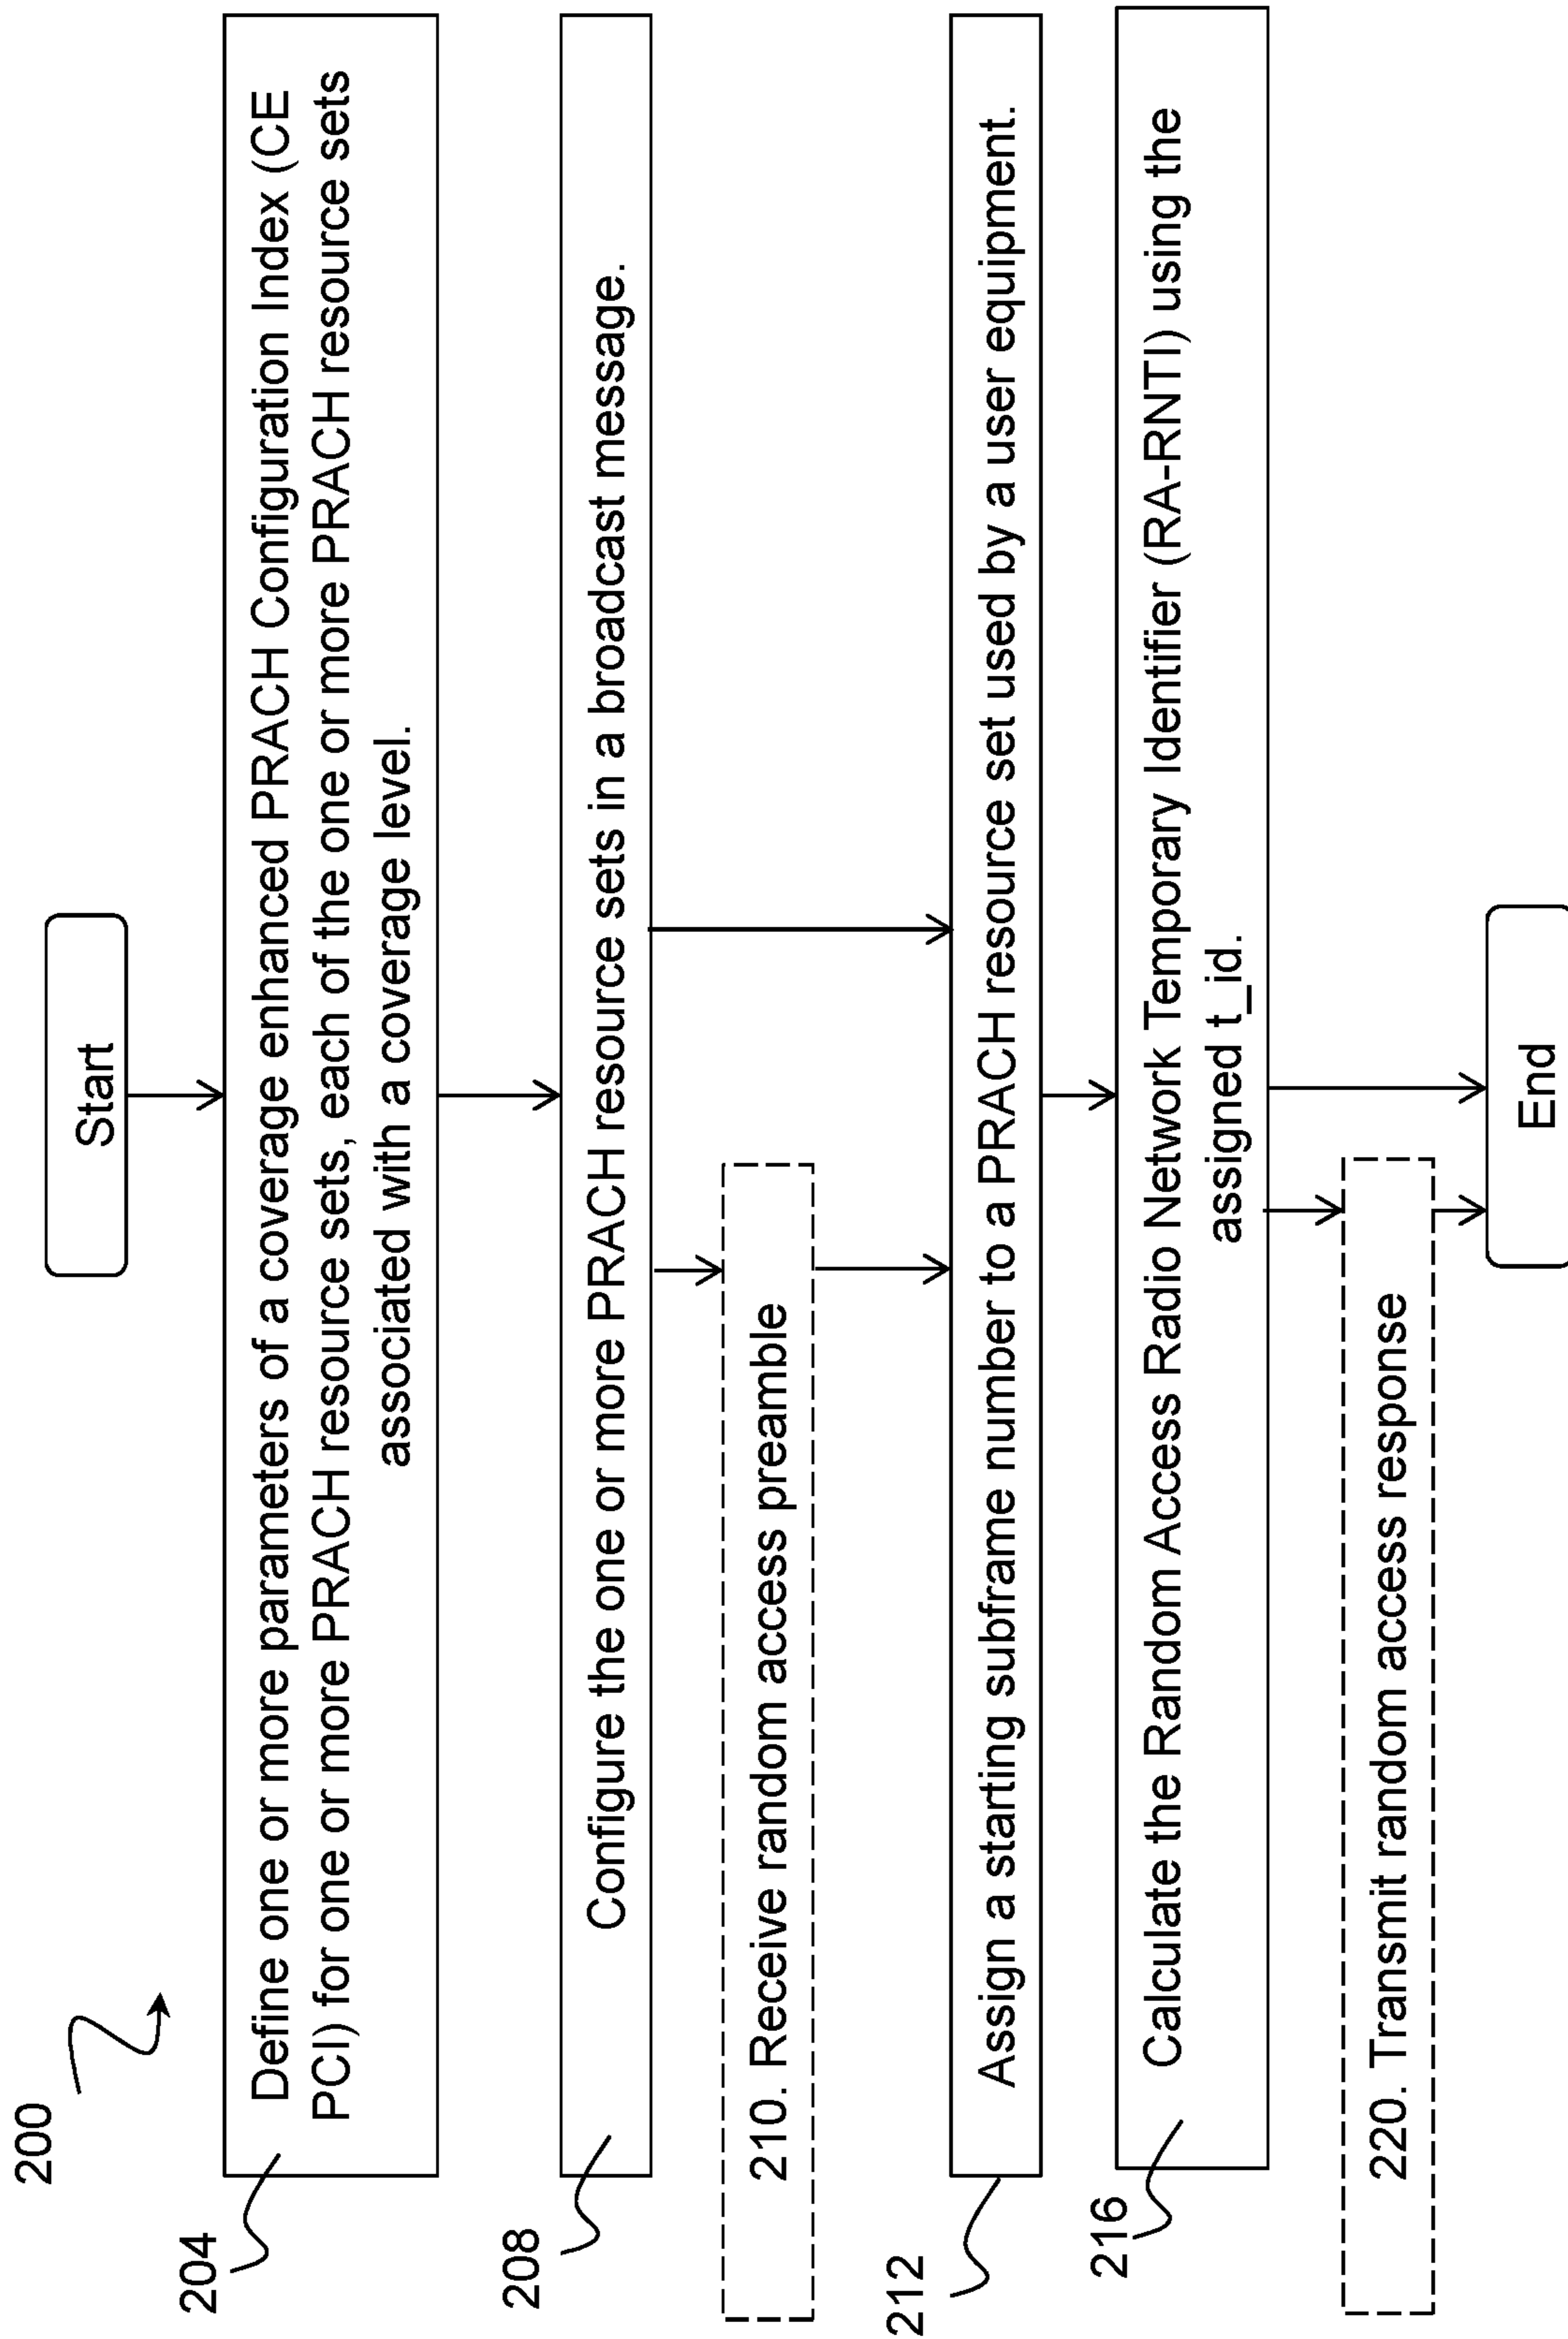 200
Start
204
Define one or more parameters of a coverage enhanced PRACH Configuration Index (CE
PCI) for one or more PRACH resource sets, each of the one or more PRACH resource sets
associated with a coverage level.
208
Configure the one or more PRACH resource sets in a broadcast message.
210. Receive random access preamble
212
Assign a starting subframe number to a PRACH resource set used by a user equipment.
216
Calculate the Random Access Radio Network Temporary Identifier (RA-RNTI) using the
assigned t_id.
220. Transmit random access response
End